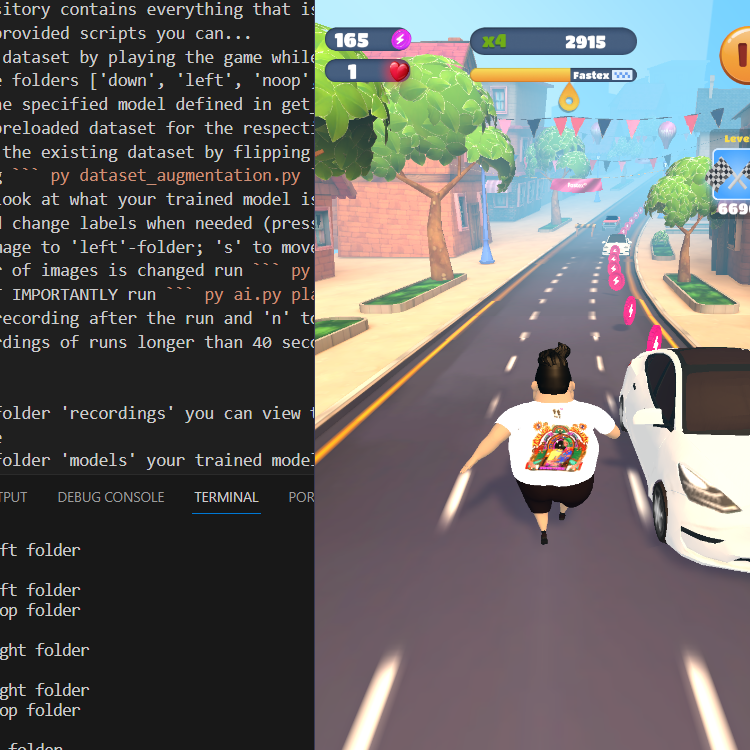 sitory contains everything that is
provided scripts you can...
dataset by playing the game while
e folders ['down', 'left', 'noop'
he specified model defined in get_
preloaded dataset for the respecti
the existing dataset by flipping
g ``` py dataset_augmentation.py
look at what your trained model is
d change labels when needed (press
mage to 'left'-folder; 's' to move
r of images is changed run ``` py
T IMPORTANTLY run ``` py ai.py pla
recording after the run and 'n' to
rdings of runs longer than 40 seco
folder 'recordings' you can view t
e
folder 'models' your trained model
TPUT DEBUG CONSOLE TERMINAL POR
ft folder
ft folder
op folder
ght folder
ght folder
op folder
folder
165
1
x4 2915
Fastex
Leve
669